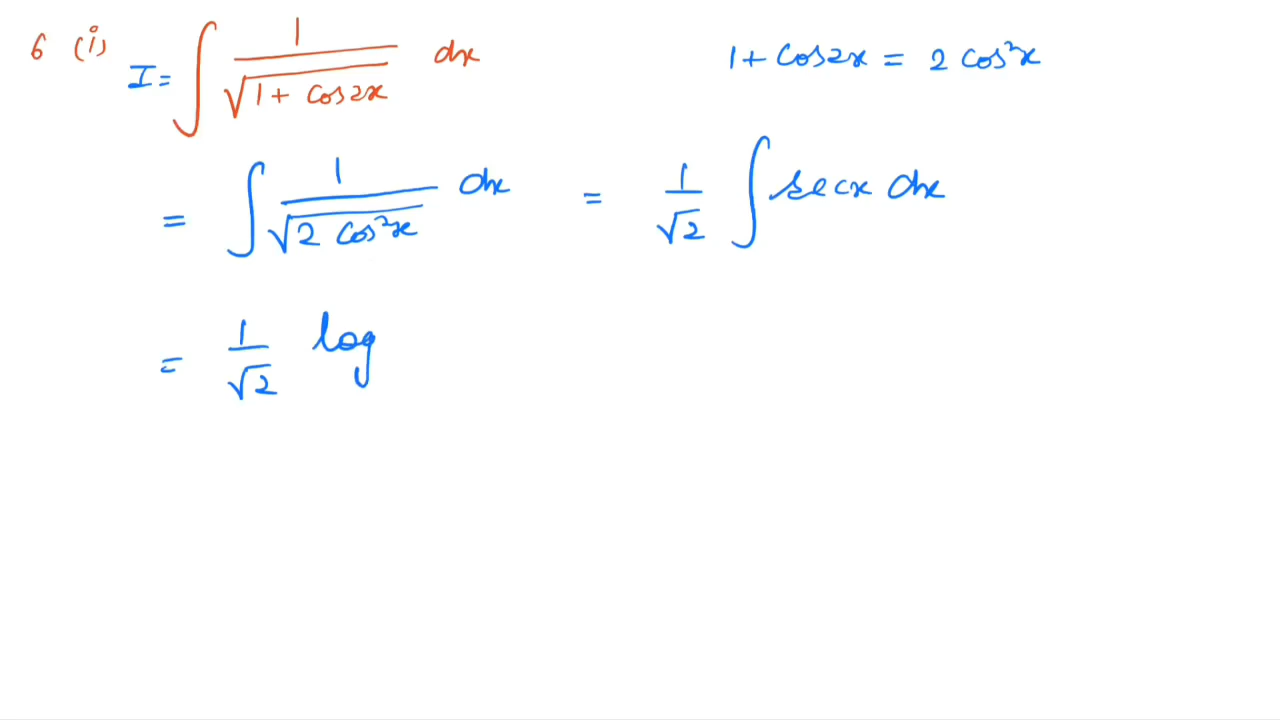 6 (i) I = ∫ 1/√(1 + cos2x) dx
1 + cos2x = 2 cos²x
= ∫ 1/√(2 cos²x) dx = 1/√2 ∫ secx dx
= 1/√2 log